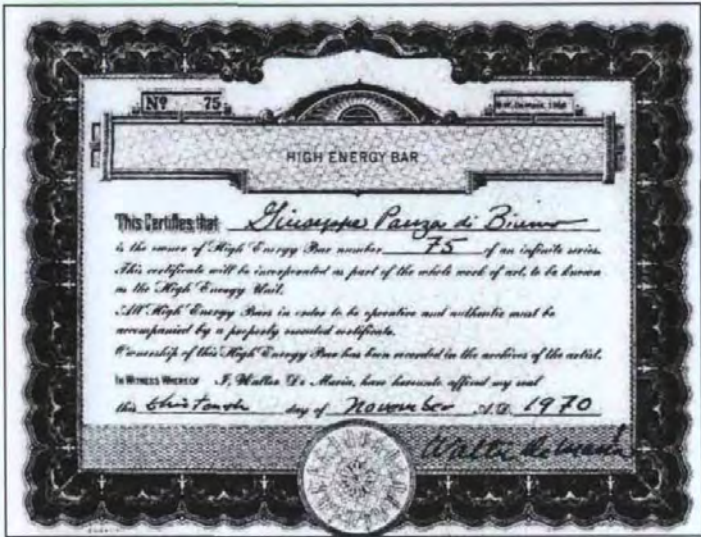 Nº 75
HIGH ENERGY BAR
This Certifies that Giuseppe Panza di Biumo
is the owner of High Energy Bar number 75 of an infinite series.
This certificate will be incorporated as part of the whole work of art, to be known
as the High Energy Unit.
All High Energy Bars in order to be operative and authentic must be
accompanied by a properly executed certificate.
Ownership of this High Energy Bar has been recorded in the archives of the artist.
IN WITNESS WHEREOF I, Walter De Maria, have hereunto affixed my seal
this day of November A.D. 1970
Walter De Maria